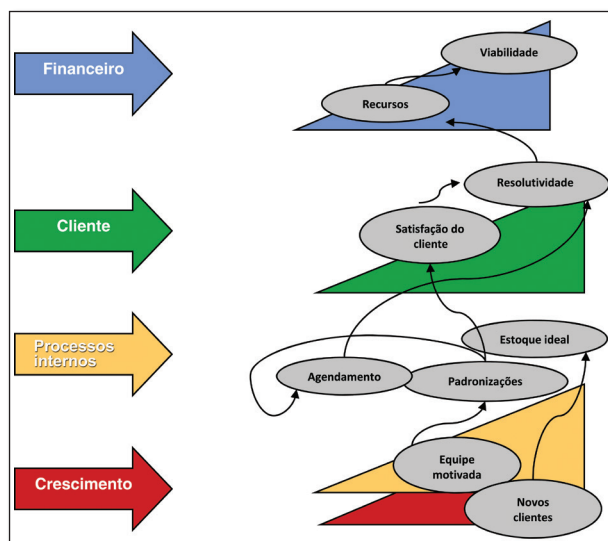 Financeiro
Viabilidade
Recursos
Resolutividade
Cliente
Satisfação do
cliente
Processos
internos
Estoque ideal
Agendamento
Padronizações
Equipe
motivada
Crescimento
Novos
clientes